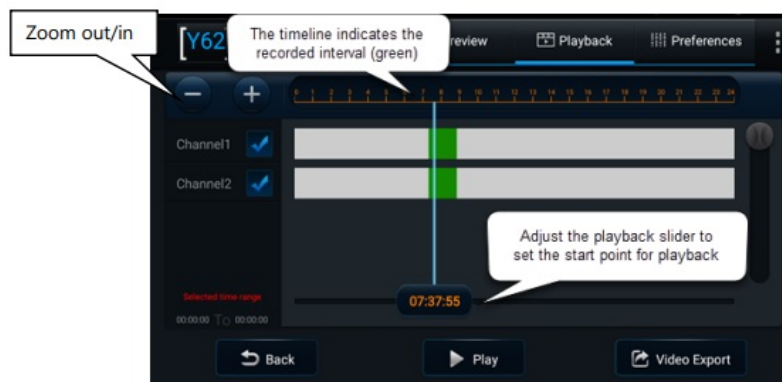 Zoom out/in
The timeline indicates the
recorded interval (green)
[Y62
review
Playback
Preferences
0 1 2 3 4 5 6 7 8 9 10 11 12 13 14 15 16 17 18 19 20 21 22 23 24
Channel1
Channel2
Adjust the playback slider to
set the start point for playback
Selected time range
07:37:55
00:00:00 To 00:00:00
Back
Play
Video Export